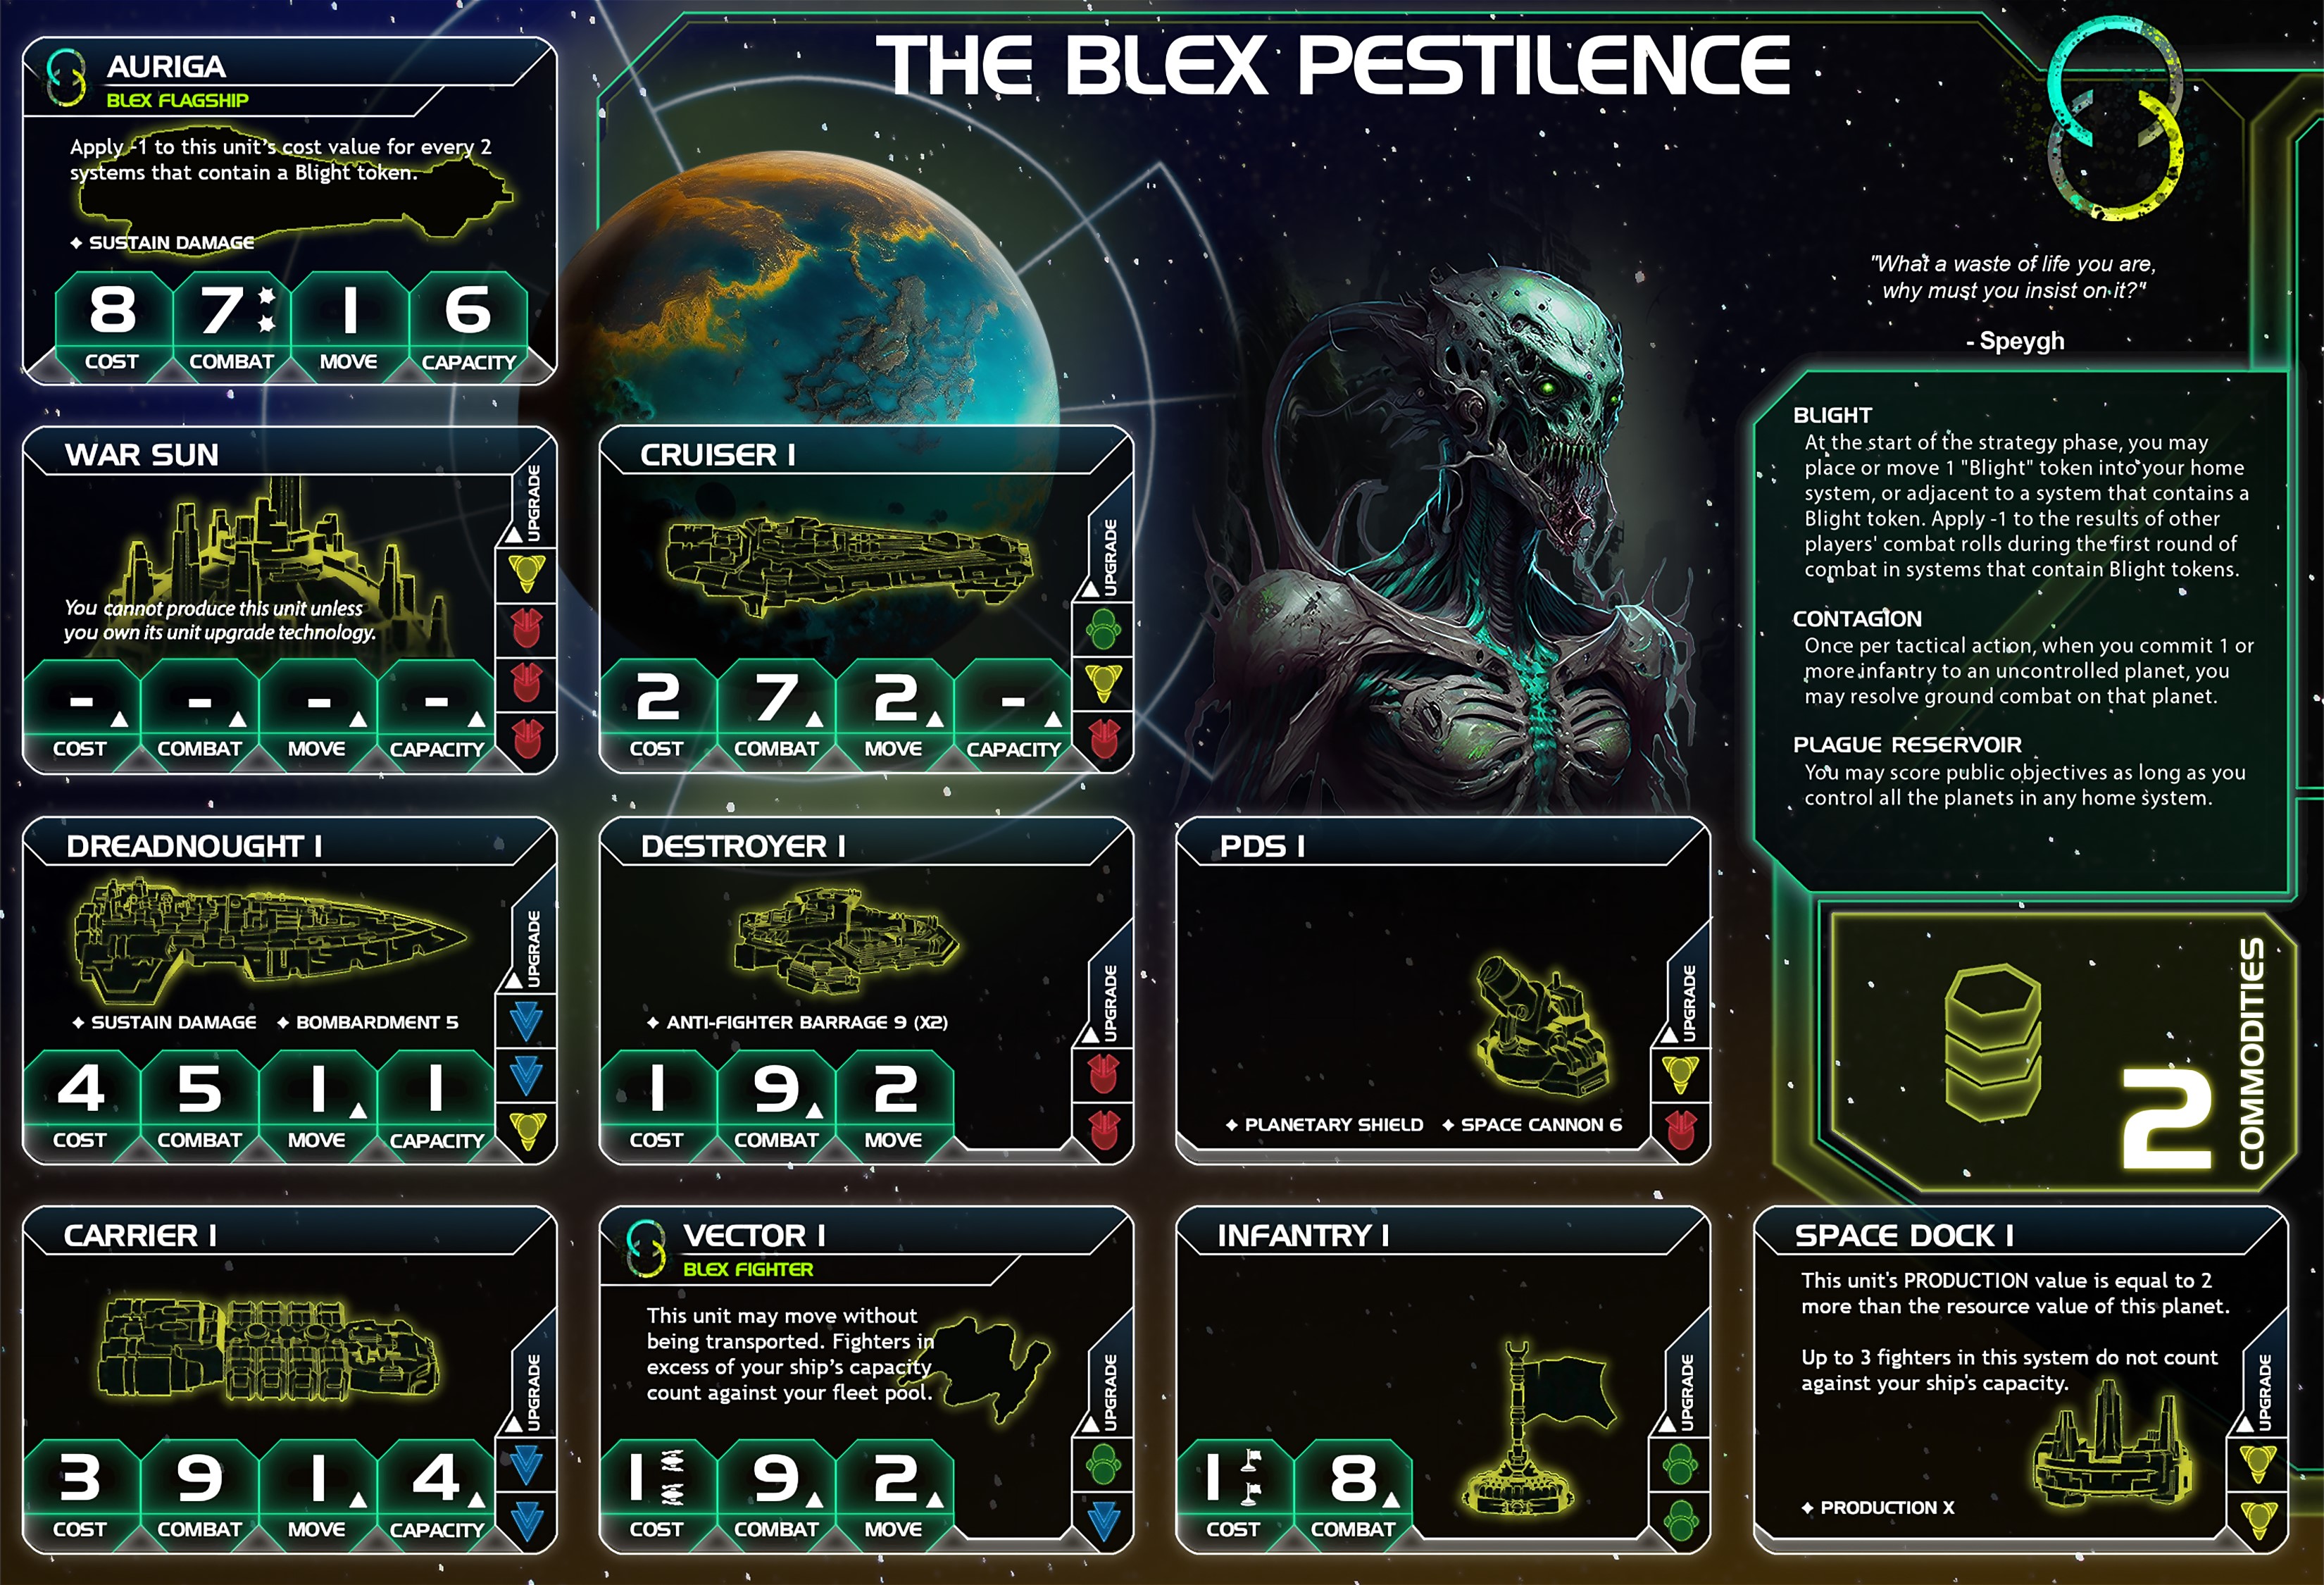 THE BLEX PESTILENCE
AURIGA
BLEX FLAGSHIP
Apply -1 to this unit's cost value for every 2
systems that contain a Blight token.
SUSTAIN DAMAGE
8 7 1 6
COST COMBAT MOVE CAPACITY
"What a waste of life you are,
why must you insist on it?"
- Speygh
WAR SUN
You cannot produce this unit unless
you own its unit upgrade technology.
UPGRADE
- - - -
COST COMBAT MOVE CAPACITY
CRUISER I
UPGRADE
2 7 2 -
COST COMBAT MOVE CAPACITY
BLIGHT
At the start of the strategy phase, you may
place or move 1 "Blight" token into your home
system, or adjacent to a system that contains a
Blight token. Apply -1 to the results of other
players' combat rolls during the first round of
combat in systems that contain Blight tokens.
CONTAGION
Once per tactical action, when you commit 1 or
more infantry to an uncontrolled planet, you
may resolve ground combat on that planet.
PLAGUE RESERVOIR
You may score public objectives as long as you
control all the planets in any home system.
DREADNOUGHT I
SUSTAIN DAMAGE BOMBARDMENT 5
UPGRADE
4 5 1 1
COST COMBAT MOVE CAPACITY
DESTROYER I
ANTI-FIGHTER BARRAGE 9 (X2)
UPGRADE
1 9 2
COST COMBAT MOVE
PDS I
UPGRADE
PLANETARY SHIELD SPACE CANNON 6
2
COMMODITIES
CARRIER I
UPGRADE
3 9 1 4
COST COMBAT MOVE CAPACITY
VECTOR I
BLEX FIGHTER
This unit may move without
being transported. Fighters in
excess of your ship's capacity
count against your fleet pool.
UPGRADE
1 9 2
COST COMBAT MOVE
INFANTRY I
UPGRADE
1 8
COST COMBAT
SPACE DOCK I
This unit's PRODUCTION value is equal to 2
more than the resource value of this planet.
Up to 3 fighters in this system do not count
against your ship's capacity.
UPGRADE
PRODUCTION X